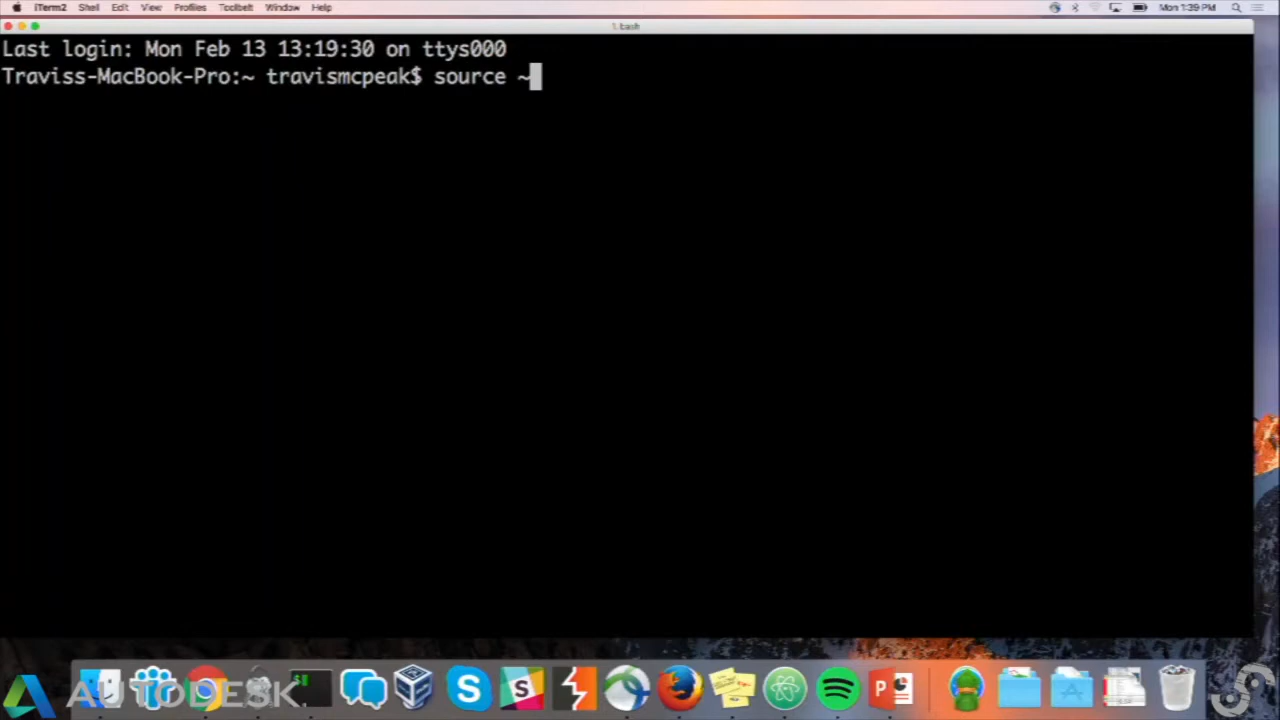 iTerm2 Shell Edit View Profiles Toolbelt Window Help
Mon 1:39 PM
1. bash
Last login: Mon Feb 13 13:19:30 on ttys000
Traviss-MacBook-Pro:~ travismcpeak$ source ~
AUTODESK.